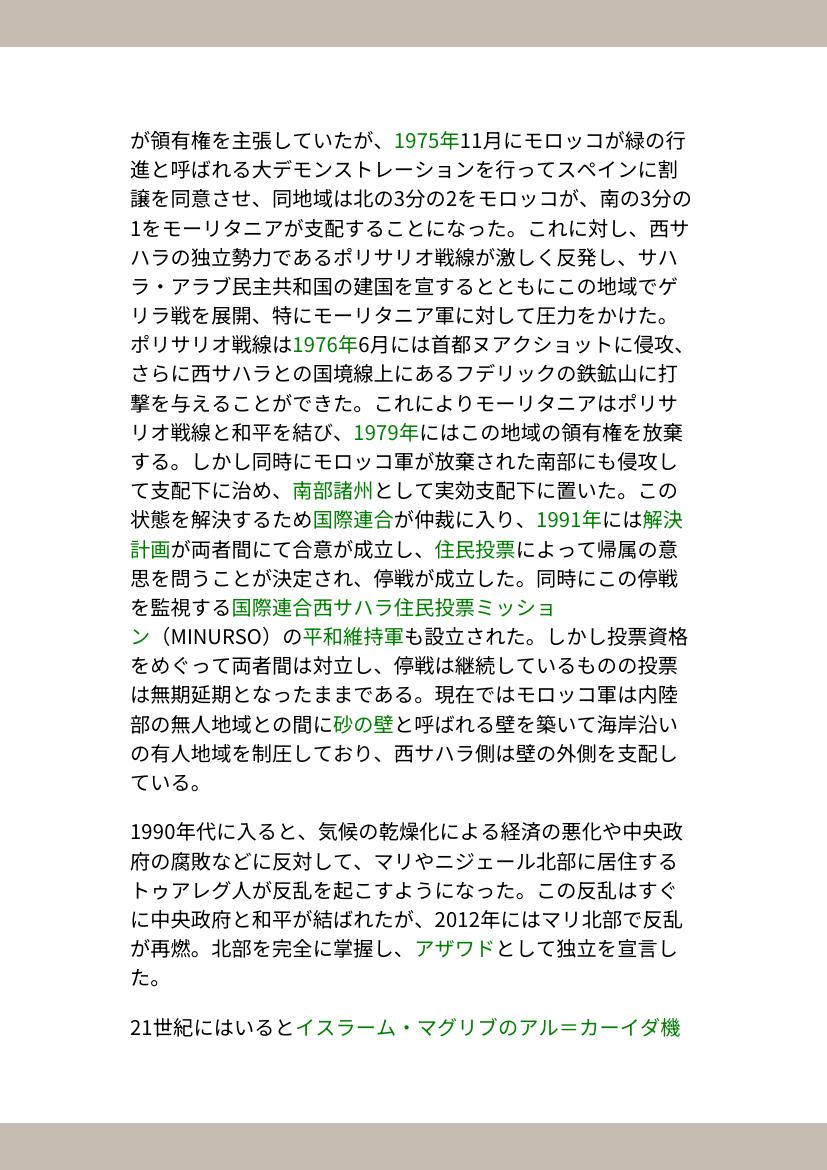 が領有権を主張していたが、1975年11月にモロッコが緑の行
進と呼ばれる大デモンストレーションを行ってスペインに割
譲を同意させ、同地域は北の3分の2をモロッコが、南の3分の
1をモーリタニアが支配することになった。これに対し、西サ
ハラの独立勢力であるポリサリオ戦線が激しく反発し、サハ
ラ・アラブ民主共和国の建国を宣するとともにこの地域でゲ
リラ戦を展開、特にモーリタニア軍に対して圧力をかけた。
ポリサリオ戦線は1976年6月には首都ヌアクショットに侵攻、
さらに西サハラとの国境線上にあるフデリックの鉄鉱山に打
撃を与えることができた。これによりモーリタニアはポリサ
リオ戦線と和平を結び、1979年にはこの地域の領有権を放棄
する。しかし同時にモロッコ軍が放棄された南部にも侵攻し
て支配下に治め、南部諸州として実効支配下に置いた。この
状態を解決するため国際連合が仲裁に入り、1991年には解決
計画が両者間にて合意が成立し、住民投票によって帰属の意
思を問うことが決定され、停戦が成立した。同時にこの停戦
を監視する国際連合西サハラ住民投票ミッショ
ン（MINURSO）の平和維持軍も設立された。しかし投票資格
をめぐって両者間は対立し、停戦は継続しているものの投票
は無期延期となったままである。現在ではモロッコ軍は内陸
部の無人地域との間に砂の壁と呼ばれる壁を築いて海岸沿い
の有人地域を制圧しており、西サハラ側は壁の外側を支配し
ている。
1990年代に入ると、気候の乾燥化による経済の悪化や中央政
府の腐敗などに反対して、マリやニジェール北部に居住する
トゥアレグ人が反乱を起こすようになった。この反乱はすぐ
に中央政府と和平が結ばれたが、2012年にはマリ北部で反乱
が再燃。北部を完全に掌握し、アザワドとして独立を宣言し
た。
21世紀にはいるとイスラーム・マグリブのアル＝カーイダ機